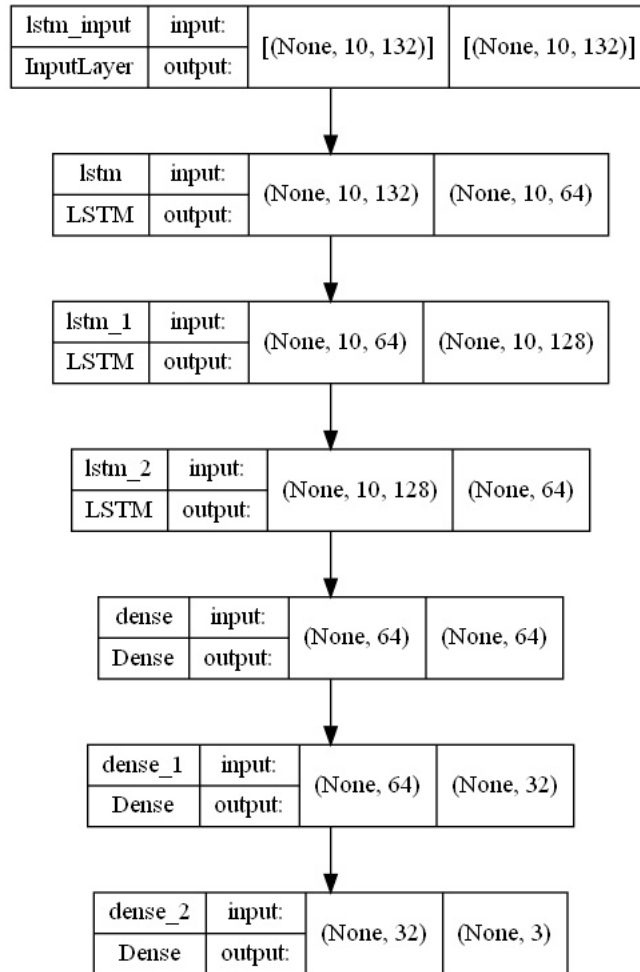 lstm_input input: [(None, 10, 132)] [(None, 10, 132)]
InputLayer output:
lstm input: (None, 10, 132) (None, 10, 64)
LSTM output:
lstm_1 input: (None, 10, 64) (None, 10, 128)
LSTM output:
lstm_2 input: (None, 10, 128) (None, 64)
LSTM output:
dense input: (None, 64) (None, 64)
Dense output:
dense_1 input: (None, 64) (None, 32)
Dense output:
dense_2 input: (None, 32) (None, 3)
Dense output: